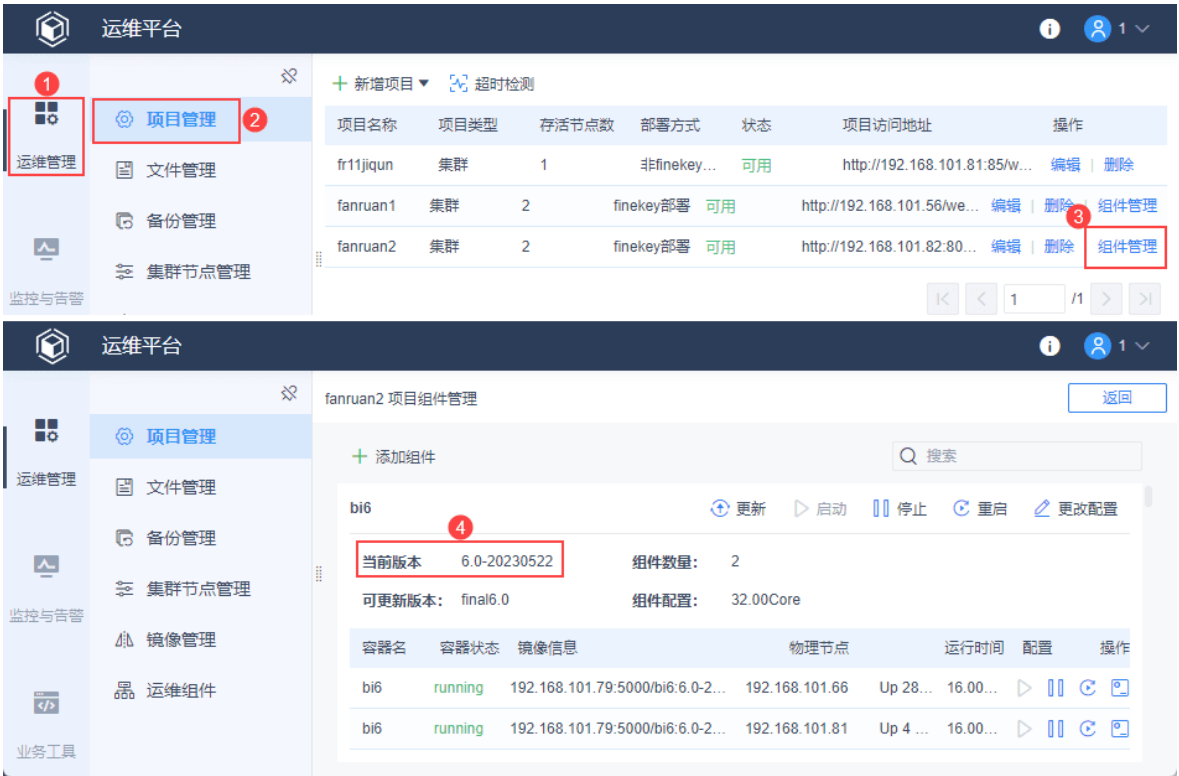 运维平台 1
1
新增项目 超时检测
项目管理 2
项目名称 项目类型 存活节点数 部署方式 状态 项目访问地址 操作
运维管理
文件管理
fr11jiqun 集群 1 非finekey... 可用 http://192.168.101.81:85/w... 编辑 | 删除
备份管理
fanruan1 集群 2 finekey部署 可用 http://192.168.101.56/we... 编辑 | 删除 组件管理
3
fanruan2 集群 2 finekey部署 可用 http://192.168.101.82:80... 编辑 | 删除 组件管理
集群节点管理
监控与告警
1 /1
运维平台 1
fanruan2 项目组件管理 返回
项目管理
添加组件 搜索
运维管理
文件管理
bi6 更新 启动 停止 重启 更改配置
4
备份管理
当前版本 6.0-20230522 组件数量: 2
集群节点管理
可更新版本: final6.0 组件配置: 32.00Core
监控与告警
镜像管理
容器名 容器状态 镜像信息 物理节点 运行时间 配置 操作
运维组件
bi6 running 192.168.101.79:5000/bi6:6.0-2... 192.168.101.66 Up 28... 16.00...
bi6 running 192.168.101.79:5000/bi6:6.0-2... 192.168.101.81 Up 4 ... 16.00...
业务工具